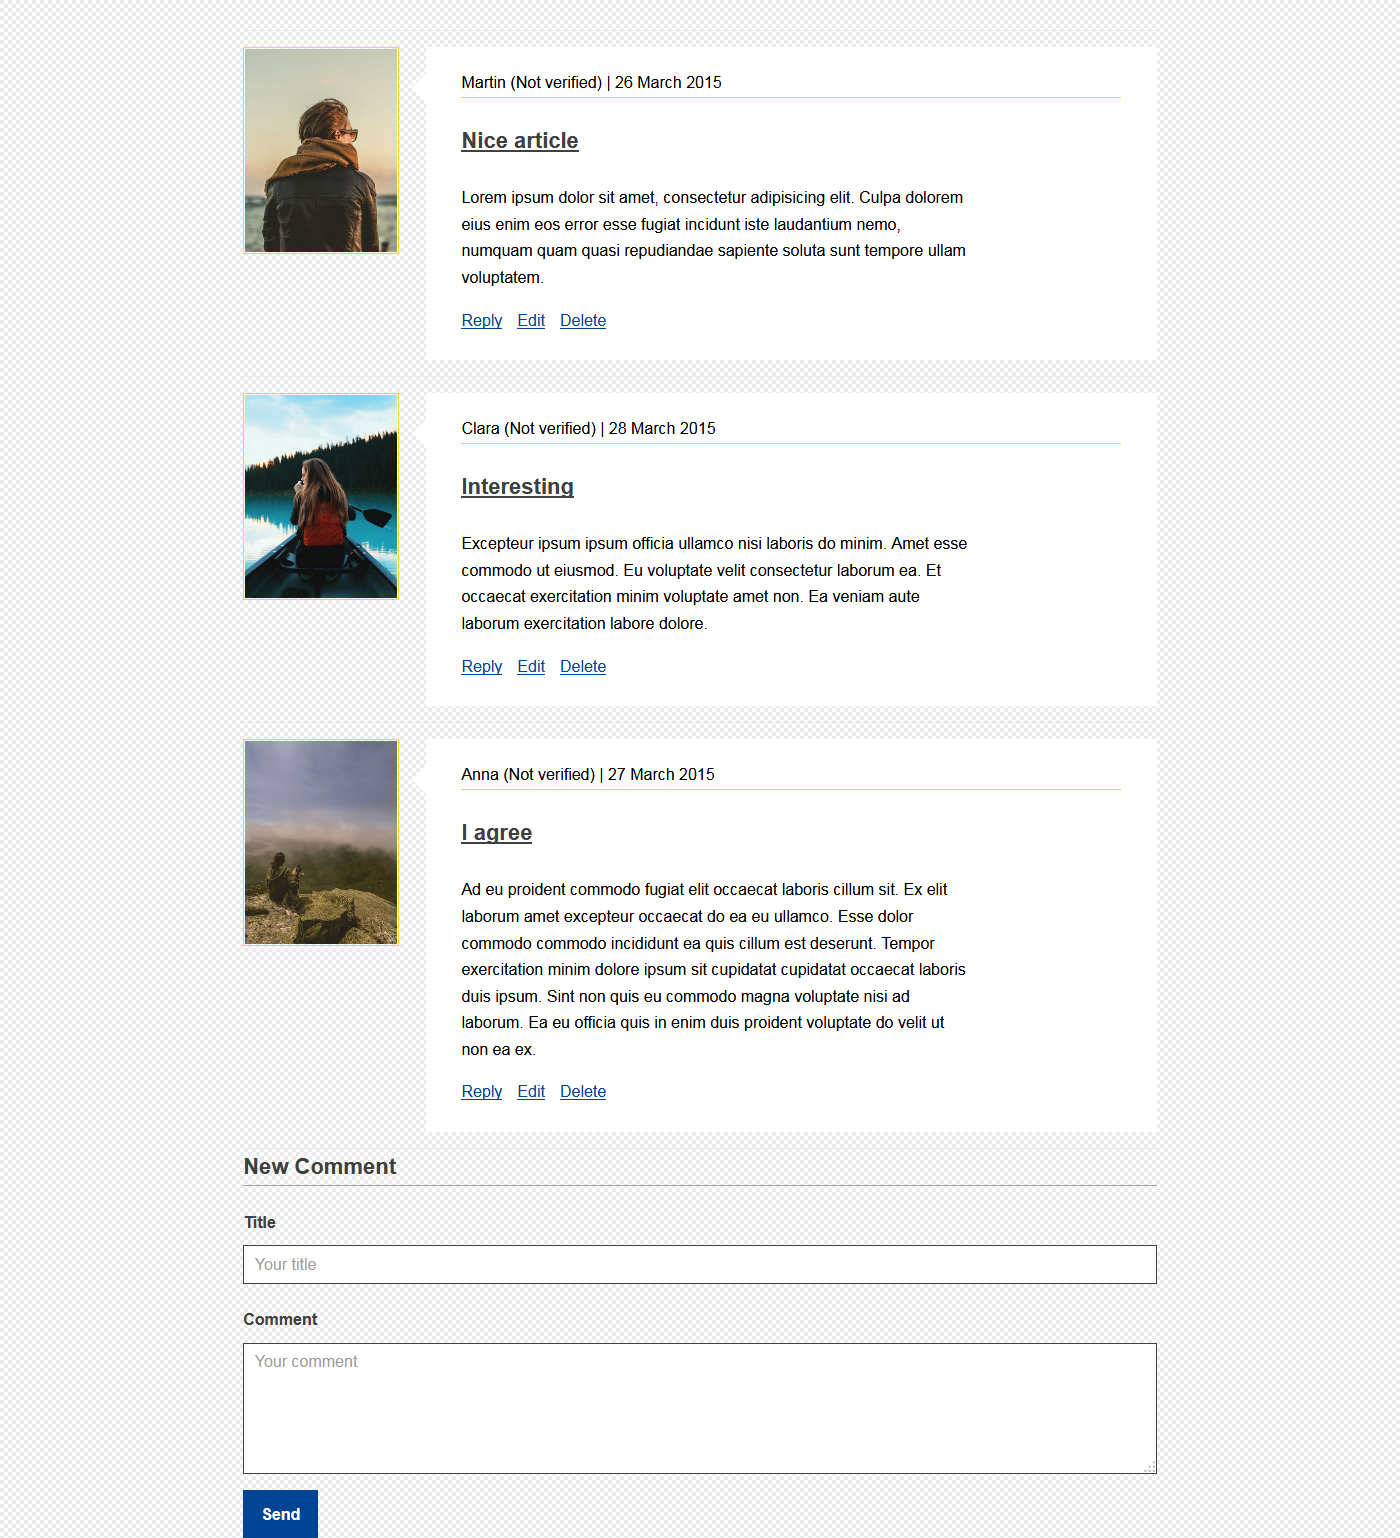 Martin (Not verified) | 26 March 2015
Nice article
Lorem ipsum dolor sit amet, consectetur adipisicing elit. Culpa dolorem
eius enim eos error esse fugiat incidunt iste laudantium nemo,
numquam quam quasi repudiandae sapiente soluta sunt tempore ullam
voluptatem.
Reply Edit Delete
Clara (Not verified) | 28 March 2015
Interesting
Excepteur ipsum ipsum officia ullamco nisi laboris do minim. Amet esse
commodo ut eiusmod. Eu voluptate velit consectetur laborum ea. Et
occaecat exercitation minim voluptate amet non. Ea veniam aute
laborum exercitation labore dolore.
Reply Edit Delete
Anna (Not verified) | 27 March 2015
I agree
Ad eu proident commodo fugiat elit occaecat laboris cillum sit. Ex elit
laborum amet excepteur occaecat do ea eu ullamco. Esse dolor
commodo commodo incididunt ea quis cillum est deserunt. Tempor
exercitation minim dolore ipsum sit cupidatat cupidatat occaecat laboris
duis ipsum. Sint non quis eu commodo magna voluptate nisi ad
laborum. Ea eu officia quis in enim duis proident voluptate do velit ut
non ea ex.
Reply Edit Delete
New Comment
Title
Your title
Comment
Your comment
Send